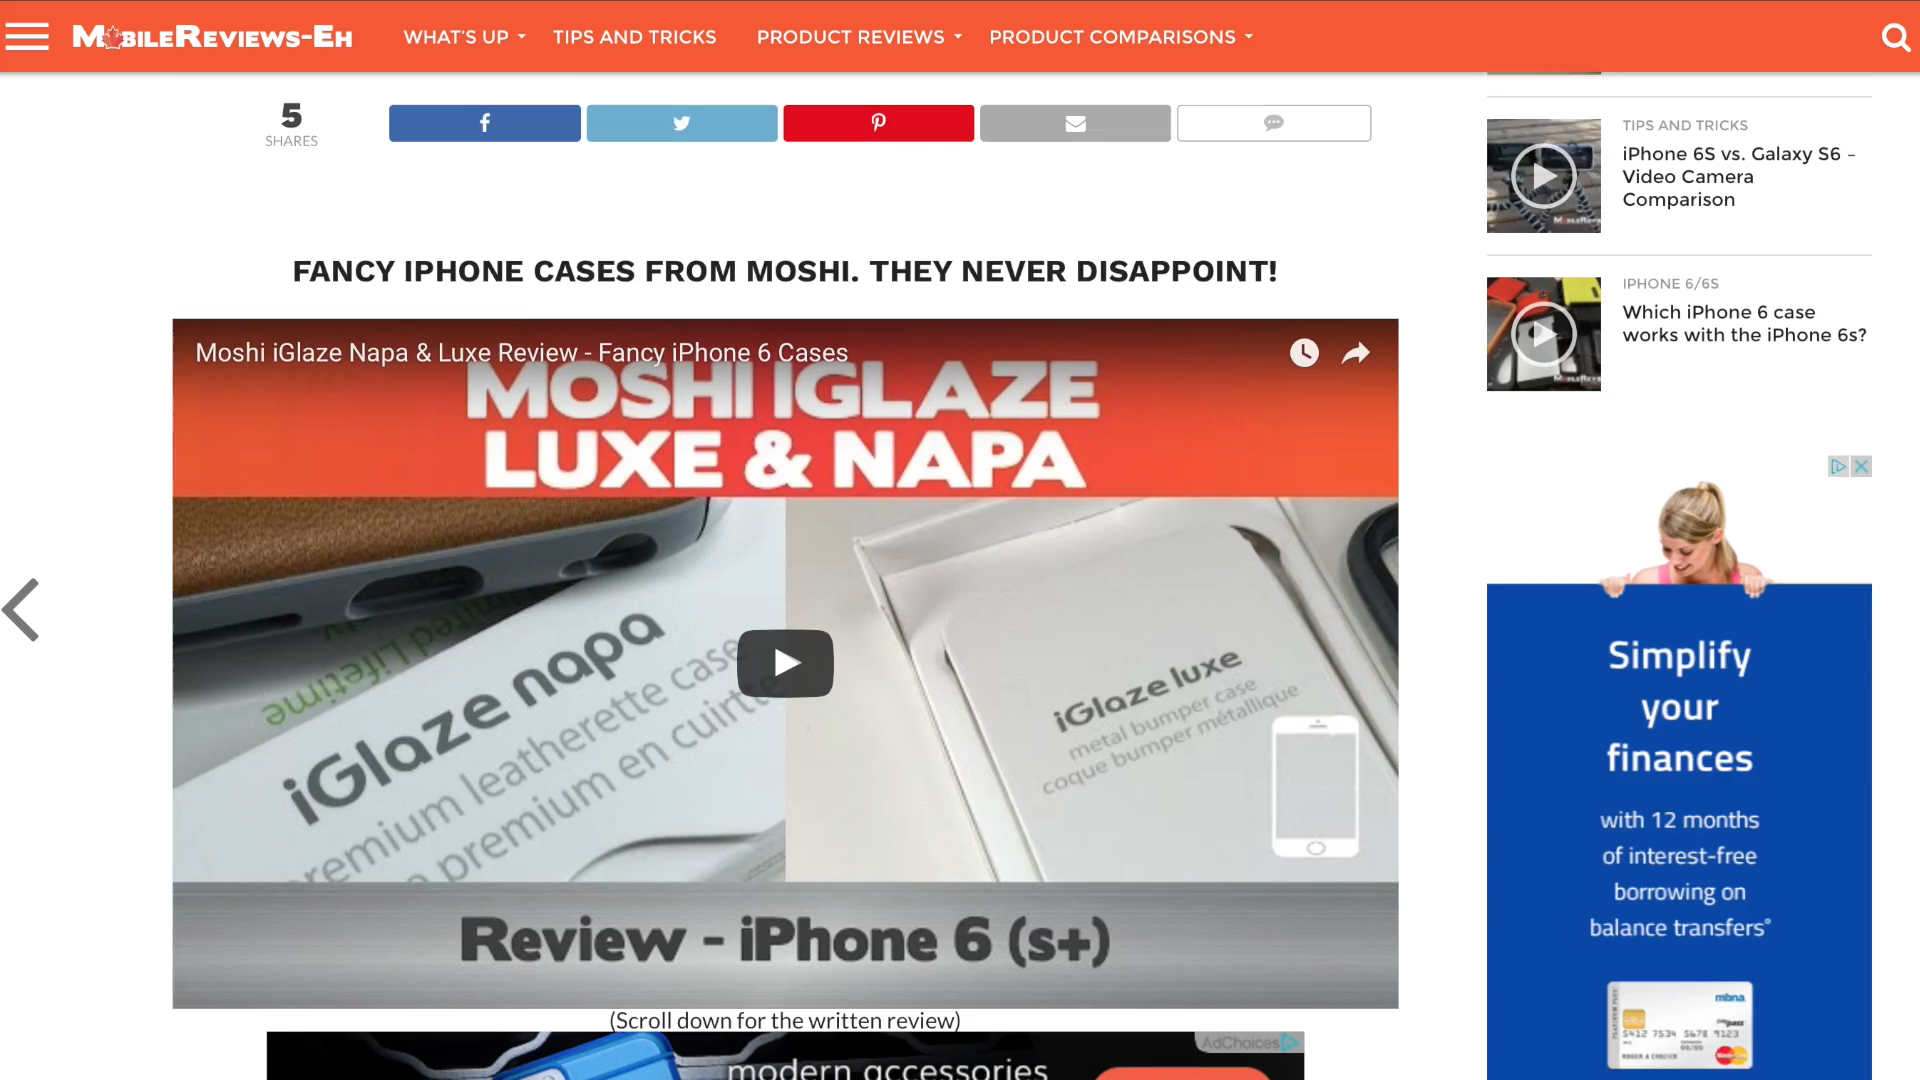 MobileReviews-Eh
WHAT'S UP
TIPS AND TRICKS
PRODUCT REVIEWS
PRODUCT COMPARISONS
5
SHARES
FANCY IPHONE CASES FROM MOSHI. THEY NEVER DISAPPOINT!
Moshi iGlaze Napa & Luxe Review - Fancy iPhone 6 Cases
MOSHI IGLAZE
LUXE & NAPA
iGlaze napa
premium leatherette case
premium en cuirtte
iGlaze luxe
metal bumper case
coque bumper métallique
Review - iPhone 6 (s+)
(Scroll down for the written review)
AdChoices
modern accessories
TIPS AND TRICKS
iPhone 6S vs. Galaxy S6 –
Video Camera
Comparison
IPHONE 6/6S
Which iPhone 6 case
works with the iPhone 6s?
Simplify
your
finances
with 12 months
of interest-free
borrowing on
balance transfers°
mbna
5412 7534 5678 9123